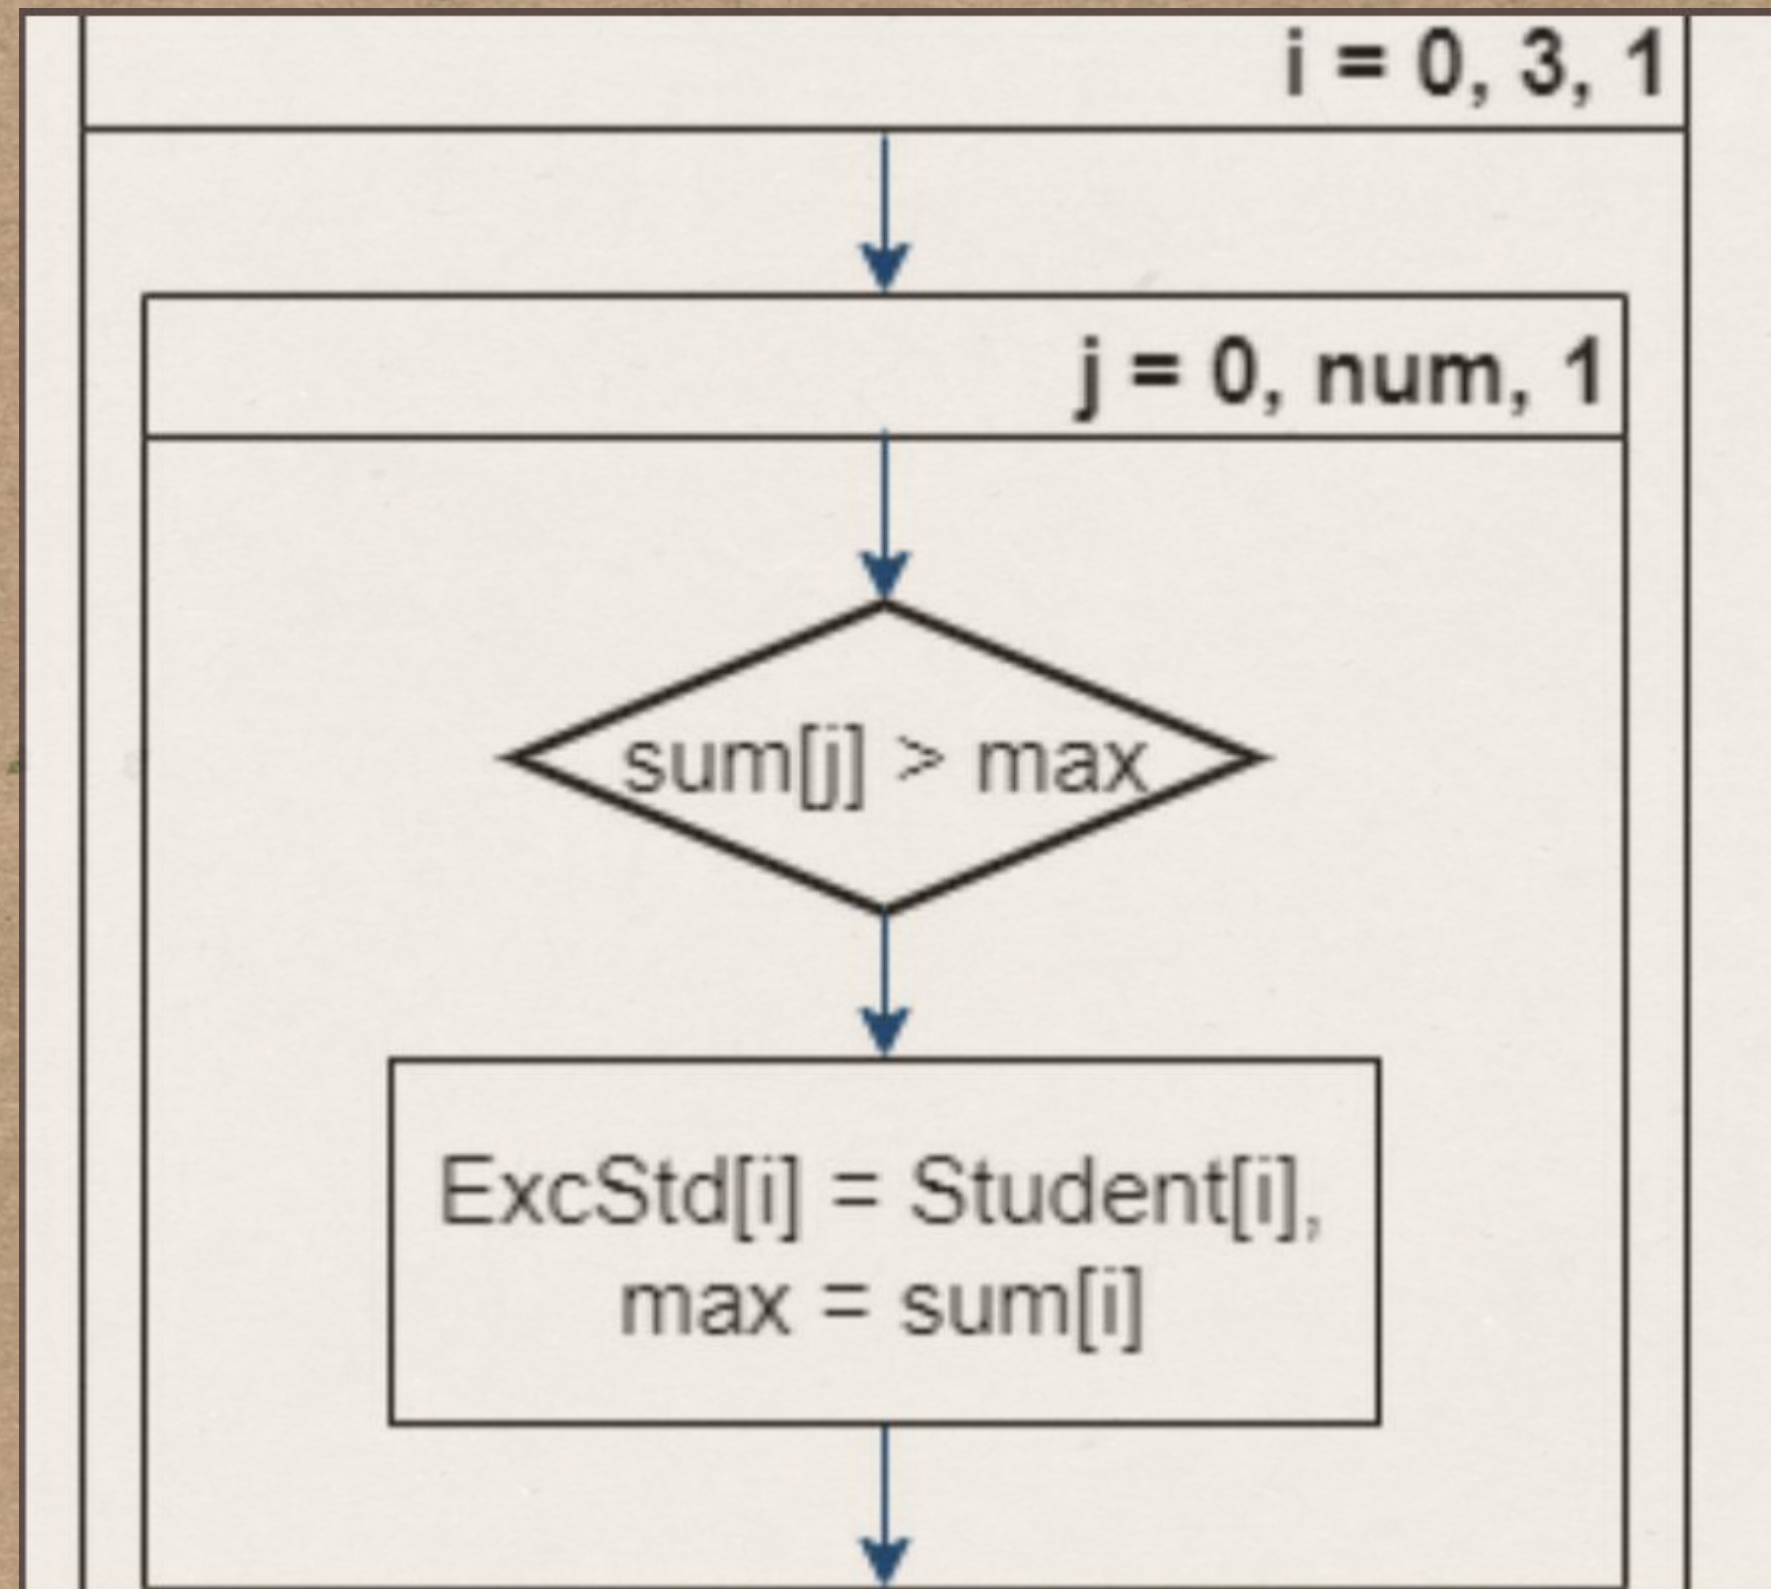 i = 0, 3, 1
j = 0, num, 1
sum[j] > max
ExcStd[i] = Student[i],
max = sum[i]